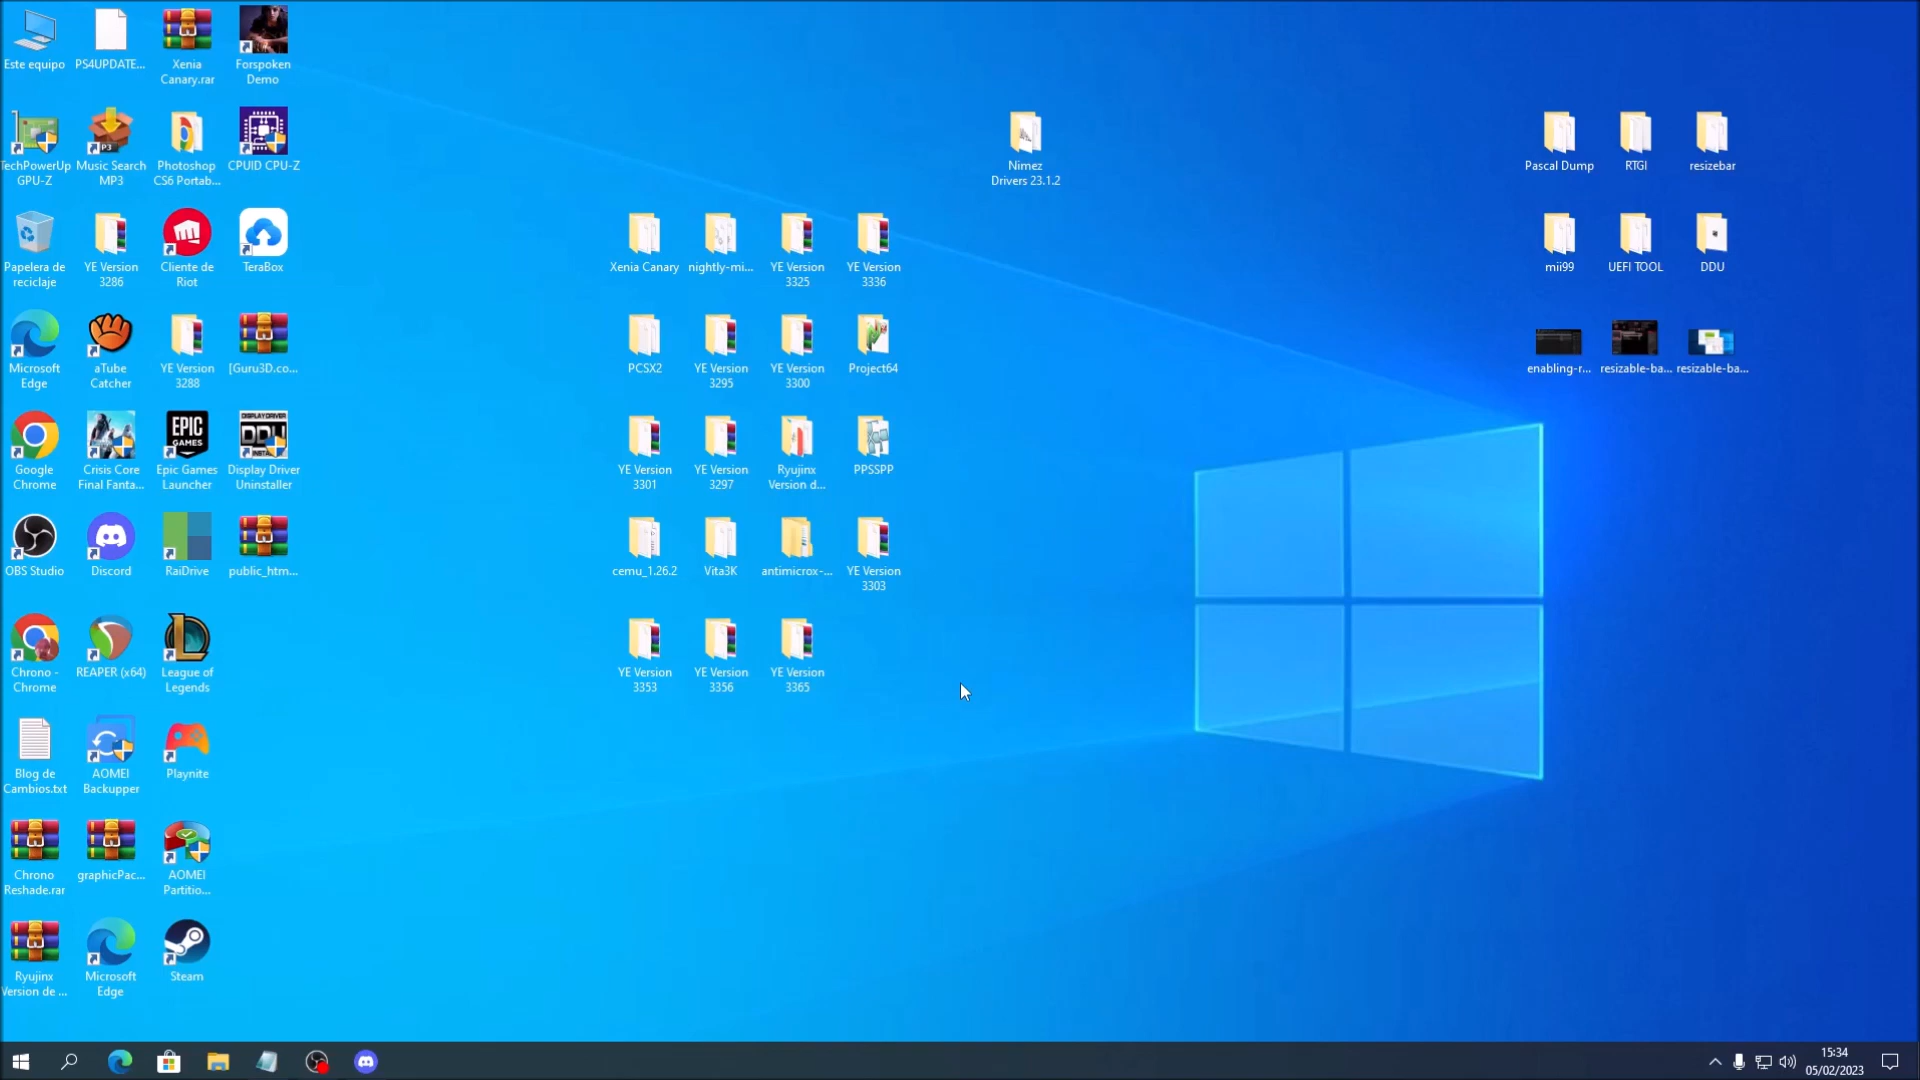 Este equipo
PS4UPDATE...
Xenia
Canary.rar
Forspoken
Demo
TechPowerUp
GPU-Z
P3
Music Search
MP3
Photoshop
CS6 Portab...
CPUID CPU-Z
Nimez
Drivers 23.1.2
Pascal Dump
RTGI
resizebar
Papelera de
reciclaje
YE Version
3286
Cliente de
Riot
TeraBox
Xenia Canary
nightly-mi...
YE Version
3325
YE Version
3336
mii99
UEFI TOOL
DDU
Microsoft
Edge
aTube
Catcher
YE Version
3288
[Guru3D.co...
PCSX2
YE Version
3295
YE Version
3300
Project64
enabling-r...
resizable-ba...
resizable-ba...
Google
Chrome
Crisis Core
Final Fanta...
EPIC
GAMES
Epic Games
Launcher
DISPLAY DRIVER
DDU
Display Driver
Uninstaller
YE Version
3301
YE Version
3297
Ryujinx
Version d...
PPSSPP
OBS Studio
Discord
RaiDrive
public_htm...
cemu_1.26.2
Vita3K
antimicrox-...
YE Version
3303
Chrono -
Chrome
REAPER (x64)
League of
Legends
YE Version
3353
YE Version
3356
YE Version
3365
Blog de
Cambios.txt
AOMEI
Backupper
Playnite
Chrono
Reshade.rar
graphicPac...
AOMEI
Partitio...
Ryujinx
Version de ...
Microsoft
Edge
Steam
15:34
05/02/2023